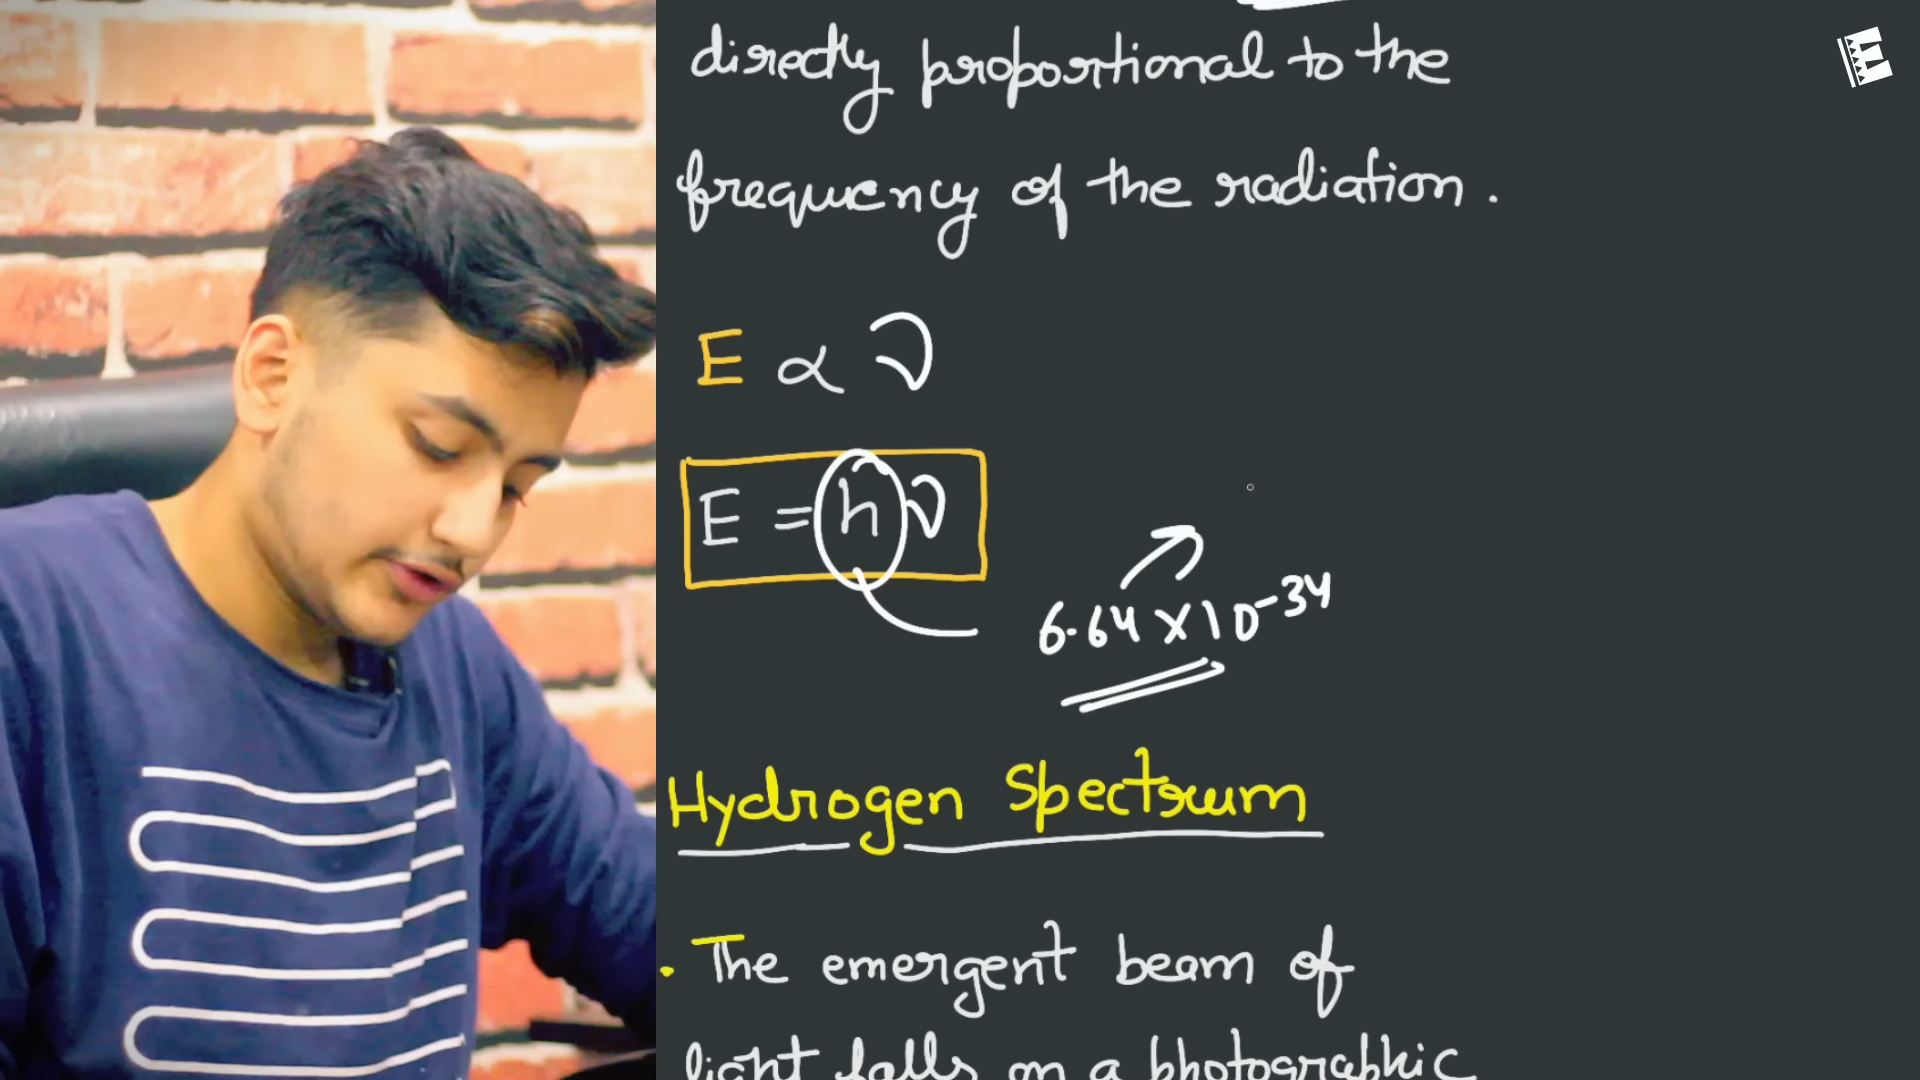 directly proportional to the
frequency of the radiation.
E ∝ ν
E = hν
6.64 x 10-34
Hydrogen Spectrum
. The emergent beam of
light falls on a photographic
E